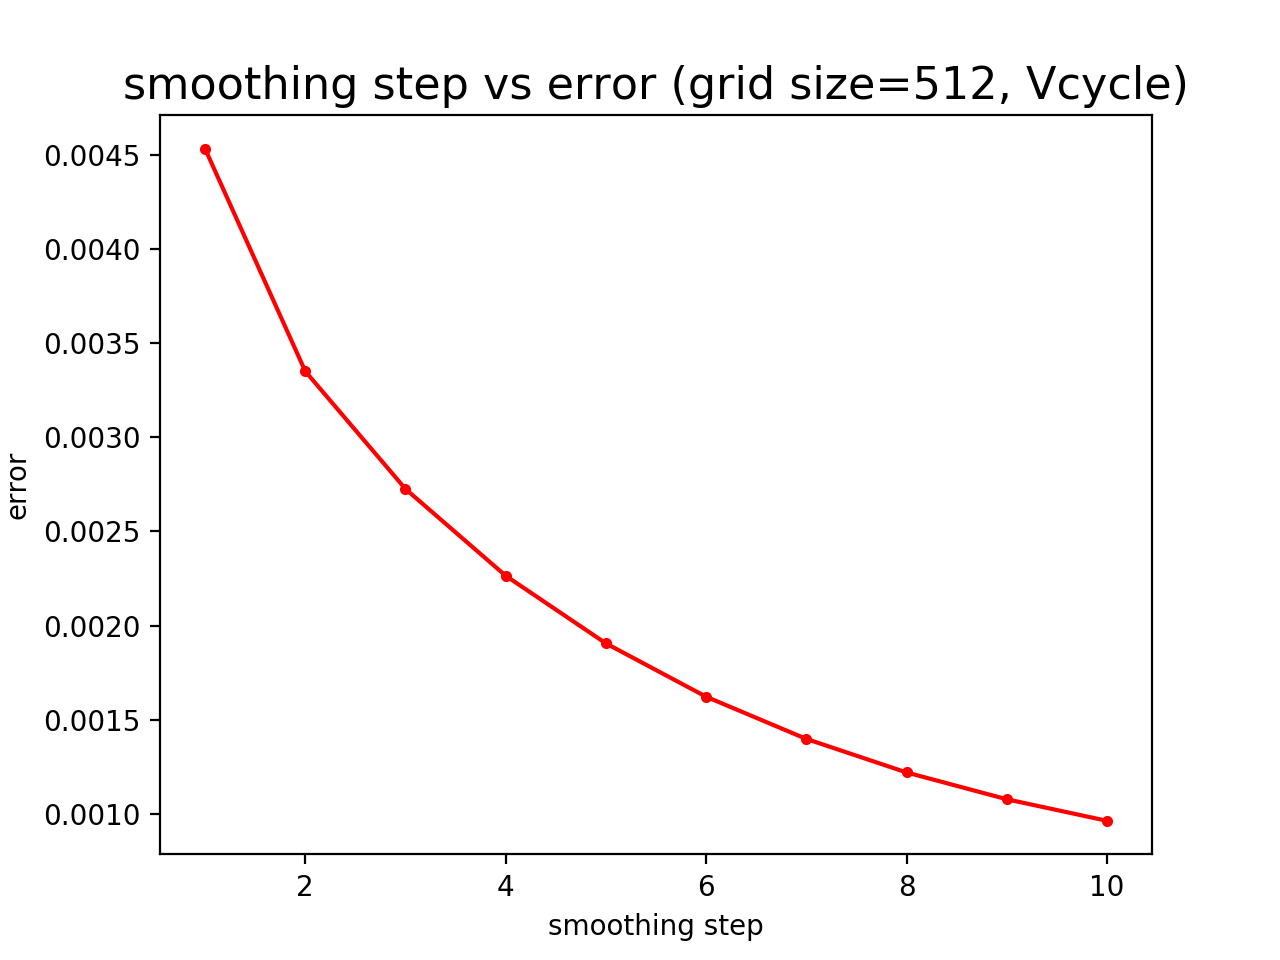 smoothing step vs error (grid size=512, Vcycle)
0.0045
0.0040
0.0035
0.0030
0.0025
0.0020
0.0015
0.0010
error
2 4 6 8 10
smoothing step